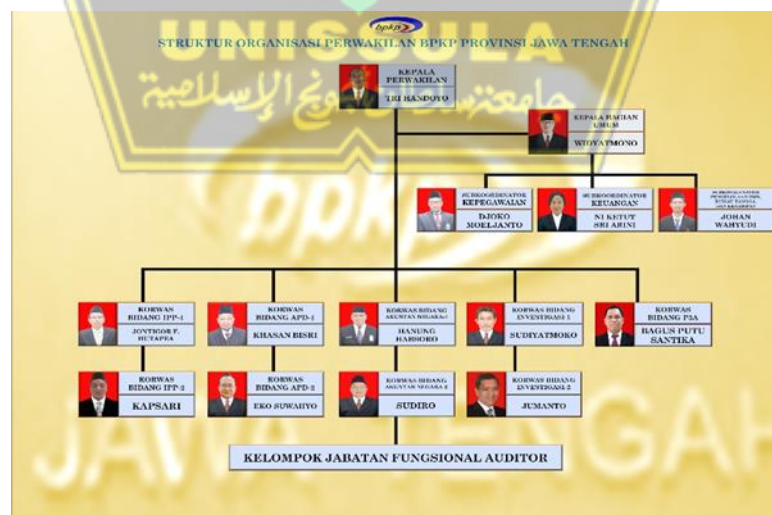 UNISSULA
جامعة سلطان أجونج الإسلامية
bpkp
STRUKTUR ORGANISASI PERWAKILAN BPKP PROVINSI JAWA TENGAH
KEPALA
PERWAKILAN
TRI HANDOYO
KEPALA BAGIAN
UMUM
WIDYATMONO
SUBKOORDINATOR
KEPEGAWAIAN
DJOKO
MOELJANTO
SUBKOORDINATOR
KEUANGAN
NI KETUT
SRI ARINI
JOHAN
WAHYUDI
bpkp
KORWAS
BIDANG IPP-1
JONTIGOR F.
HUTAPEA
KORWAS
BIDANG APD-1
KHASAN BISRI
KORWAS BIDANG
AKUNTAN NEGARA-1
HANUNG
HARSORO
KORWAS BIDANG
INVESTIGASI-1
SUDIYATMOKO
KORWAS
BIDANG P3A
BAGUS PUTU
SANTIKA
KORWAS
BIDANG IPP-2
KAPSARI
KORWAS
BIDANG APD-2
EKO SUWAHYO
KORWAS BIDANG
AKUNTAN NEGARA-2
SUDIRO
KORWAS BIDANG
INVESTIGASI-2
JUMANTO
JAWA TENGAH
KELOMPOK JABATAN FUNGSIONAL AUDITOR